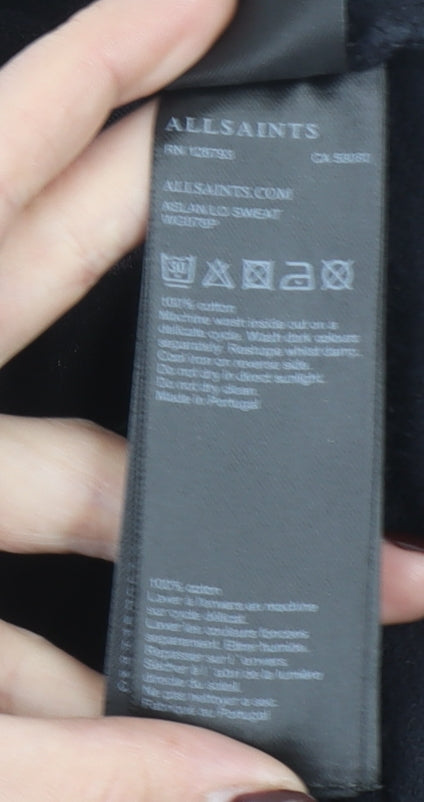 ALLSAINTS
RN 128793 CA 58087
ALLSAINTS.COM
ASLAN LO SWEAT
30
100% cotton
Machine wash inside out on a
delicate cycle. Wash dark colours
separately. Reshape whilst damp.
Cool iron on reverse side.
Do not dry in direct sunlight.
Do not dry clean.
Made in Portugal
100% coton
Laver à l'envers en machine
sur cycle délicat.
Laver les couleurs foncées
séparément. Etirer humide.
Repasser sur l'envers.
Sécher à l'abri de la lumière
directe du soleil.
Ne pas nettoyer à sec.
Fabriqué au Portugal